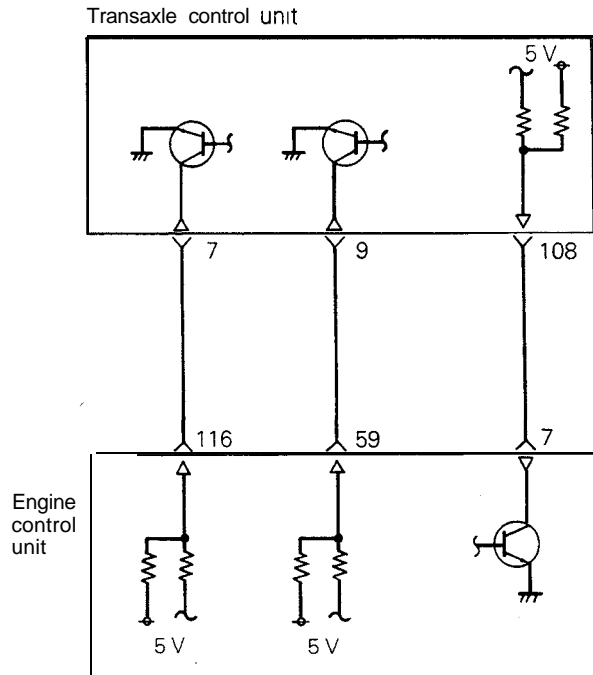 Transaxle control unit
5 V
7
9
108
116
59
7
Engine
control
unit
5 V
5 V